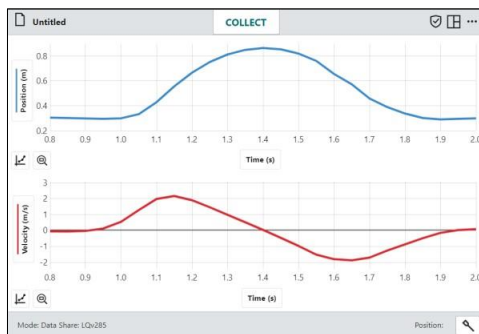 Untitled
COLLECT
Position (m)
0.8
0.6
0.4
0.2
0.8 0.9 1.0 1.1 1.2 1.3 1.4 1.5 1.6 1.7 1.8 1.9 2.0
Time (s)
Velocity (m/s)
3
2
1
0
-1
-2
0.8 0.9 1.0 1.1 1.2 1.3 1.4 1.5 1.6 1.7 1.8 1.9 2.0
Time (s)
Mode: Data Share: LQv285 Position: